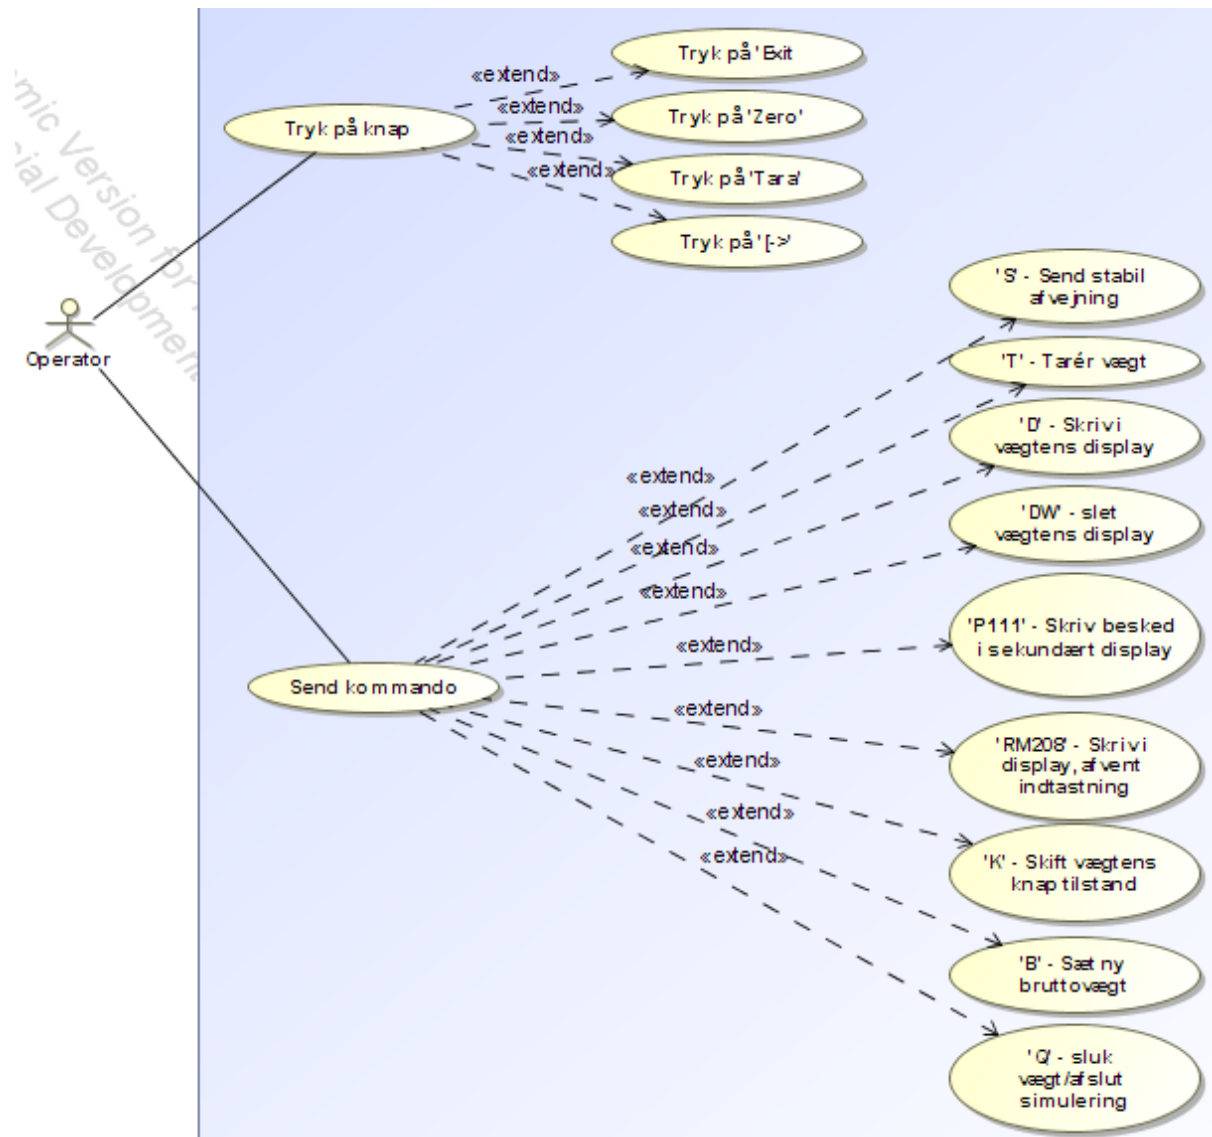 mic Version for
ial Development
Operator
Tryk på knap
«extend»
«extend»
«extend»
«extend»
Tryk på 'Exit
Tryk på 'Zero'
Tryk på 'Tara'
Tryk på '[->'
Send kommando
«extend»
«extend»
«extend»
«extend»
«extend»
«extend»
«extend»
«extend»
«extend»
'S' - Send stabil
afvejning
'T' - Tarér vægt
'D' - Skriv i
vægtens display
'DW' - slet
vægtens display
'P111' - Skriv besked
i sekundært display
'RM208' - Skriv i
display, afvent
indtastning
'K' - Skift vægtens
knap tilstand
'B' - Sæt ny
bruttovægt
'Q' - sluk
vægt/afslut
simulering